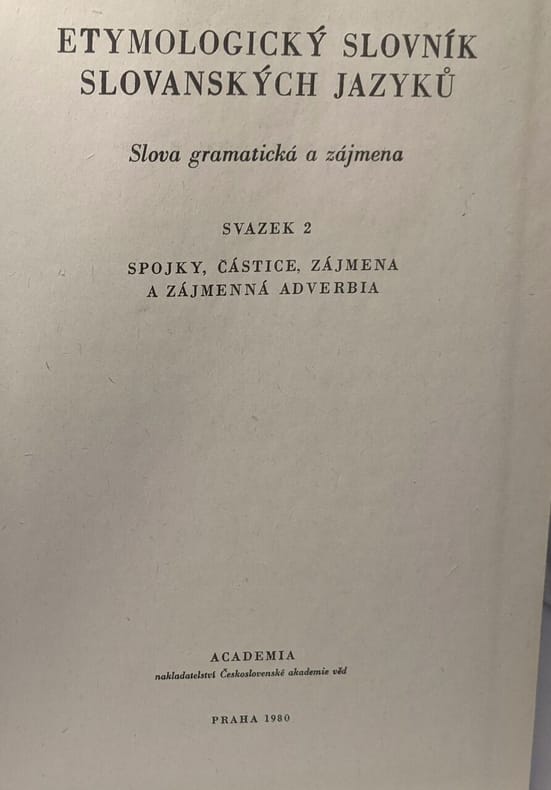 ETYMOLOGICKÝ SLOVNÍK
SLOVANSKÝCH JAZYKŮ
Slova gramatická a zájmena
SVAZEK 2
SPOJKY, ČÁSTICE, ZÁJMENA
A ZÁJMENNÁ ADVERBIA
ACADEMIA
nakladatelství Československé akademie věd
PRAHA 1980